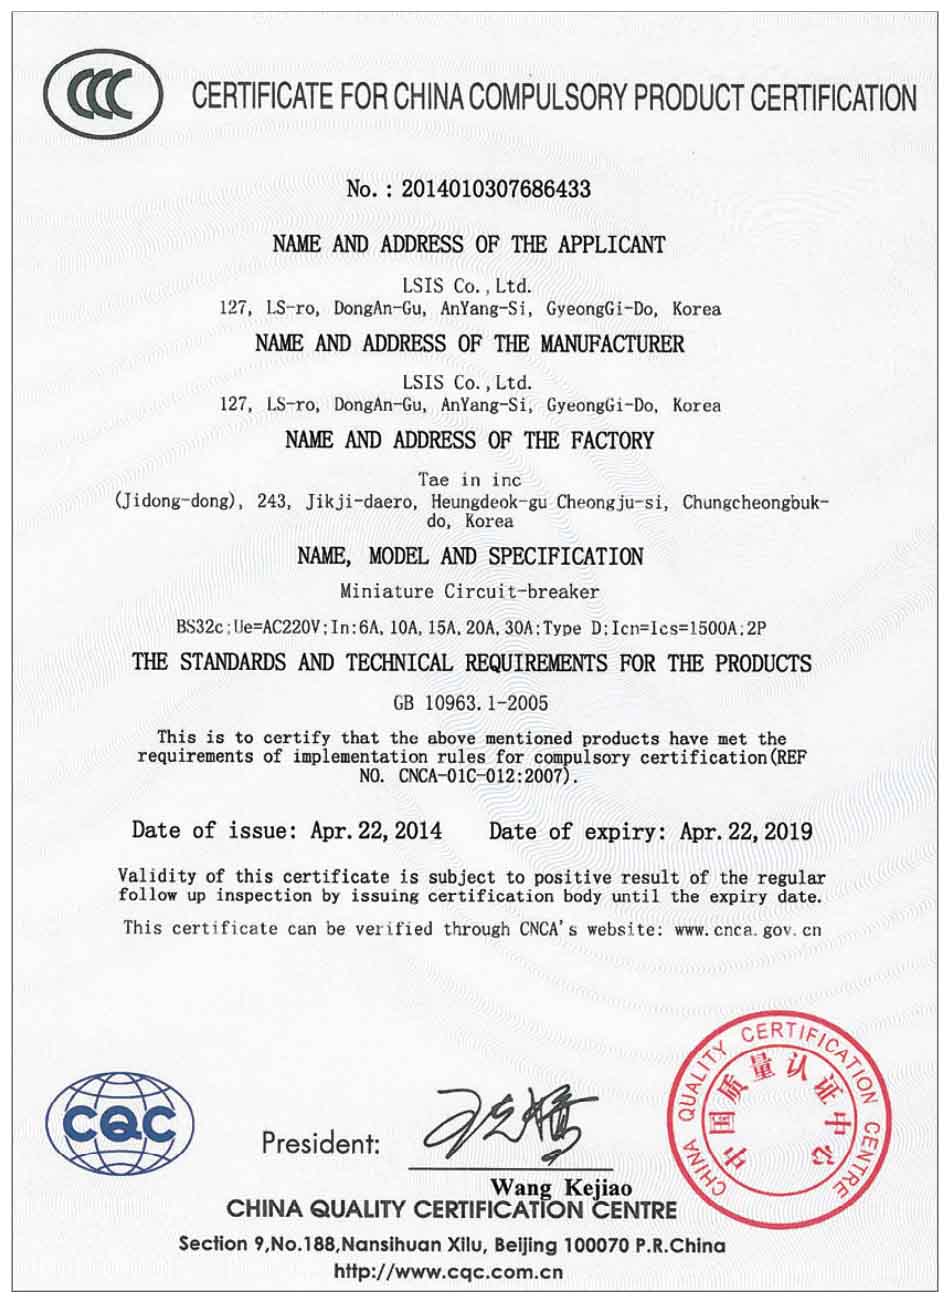 CCC
CERTIFICATE FOR CHINA COMPULSORY PRODUCT CERTIFICATION
No.: 2014010307686433
NAME AND ADDRESS OF THE APPLICANT
LSIS Co.,Ltd.
127, LS-ro, DongAn-Gu, AnYang-Si, GyeongGi-Do, Korea
NAME AND ADDRESS OF THE MANUFACTURER
LSIS Co.,Ltd.
127, LS-ro, DongAn-Gu, AnYang-Si, GyeongGi-Do, Korea
NAME AND ADDRESS OF THE FACTORY
Tae in inc
(Jidong-dong), 243, Jikji-daero, Heungdeok-gu Cheongju-si, Chungcheongbuk-
do, Korea
NAME, MODEL AND SPECIFICATION
Miniature Circuit-breaker
BS32c;Ue=AC220V;In:6A,10A,15A,20A,30A;Type D;Icn=Ics=1500A;2P
THE STANDARDS AND TECHNICAL REQUIREMENTS FOR THE PRODUCTS
GB 10963.1-2005
This is to certify that the above mentioned products have met the
requirements of implementation rules for compulsory certification(REF
NO. CNCA-01C-012:2007).
Date of issue: Apr.22,2014 Date of expiry: Apr.22,2019
Validity of this certificate is subject to positive result of the regular
follow up inspection by issuing certification body until the expiry date.
This certificate can be verified through CNCA's website: www.cnca.gov.cn
CQC
President:
Wang Kejiao
CHINA QUALITY CERTIFICATION CENTRE
中国质量认证中心
CHINA QUALITY CERTIFICATION CENTRE
Section 9,No.188,Nansihuan Xilu, Beijing 100070 P.R.China
http://www.cqc.com.cn